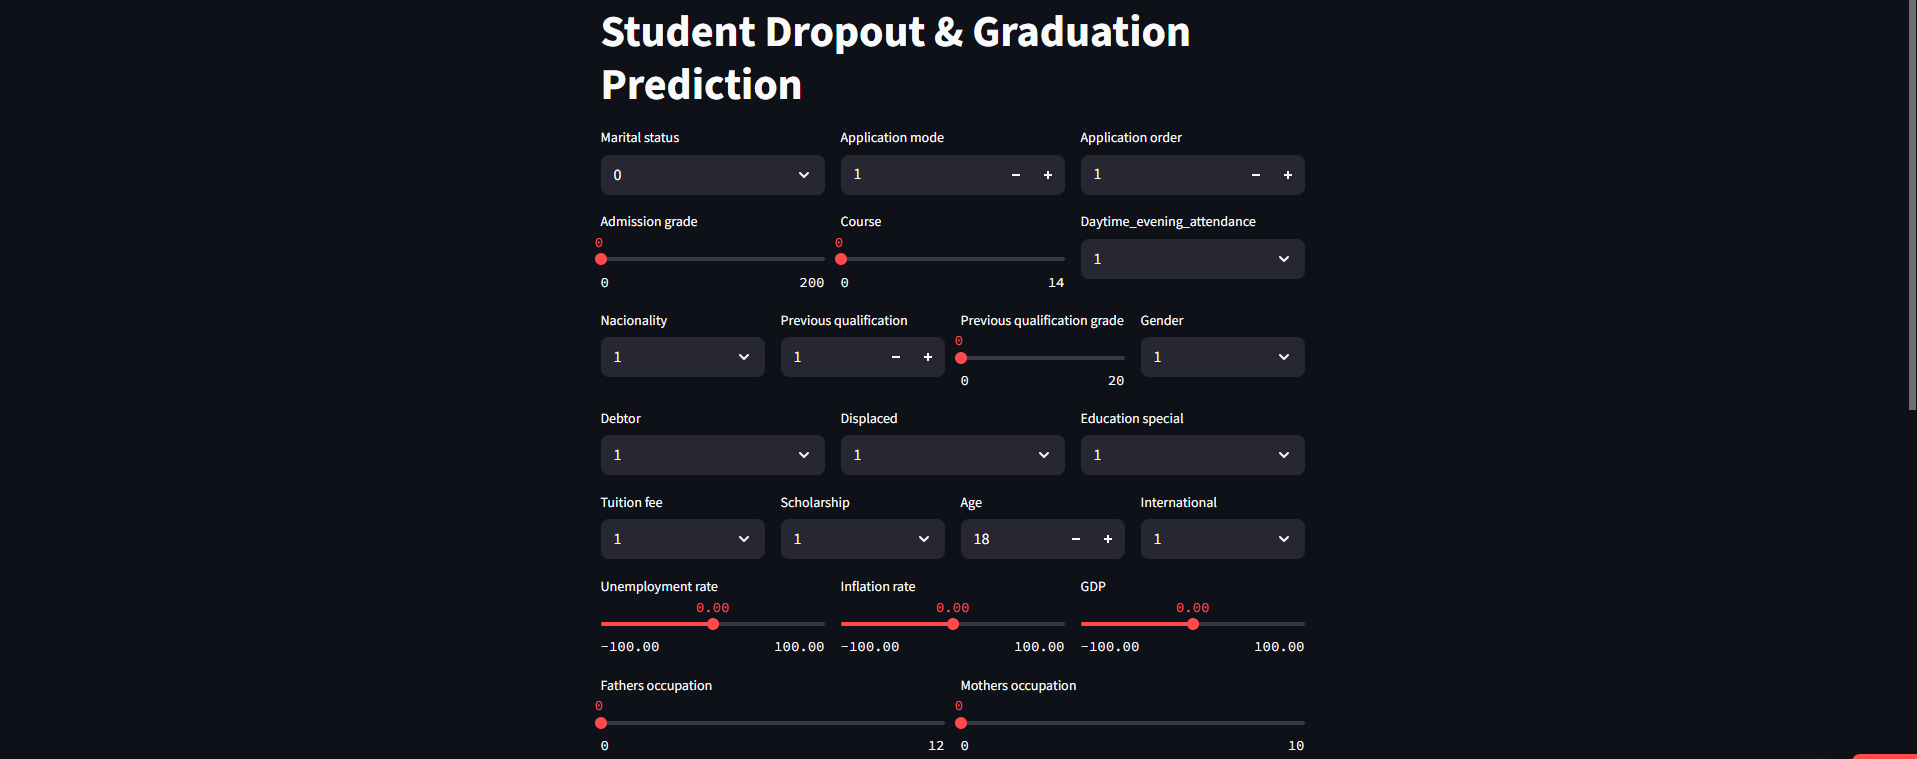 Student Dropout & Graduation
Prediction
Marital status
Application mode
Application order
0
1
1
Admission grade
Course
Daytime_evening_attendance
0
0
1
0 200
0 14
Nacionality
Previous qualification
Previous qualification grade
Gender
1
1
0
1
0 20
Debtor
Displaced
Education special
1
1
1
Tuition fee
Scholarship
Age
International
1
1
18
1
Unemployment rate
Inflation rate
GDP
0.00
0.00
0.00
-100.00 100.00
-100.00 100.00
-100.00 100.00
Fathers occupation
Mothers occupation
0
0
0 12
0 10